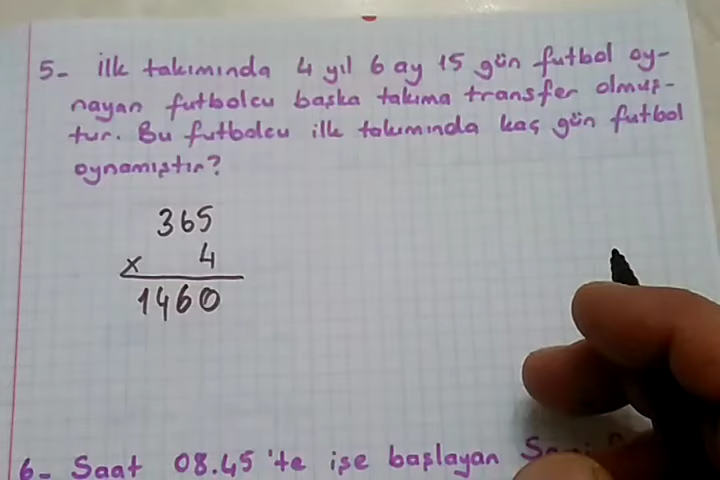 5- İlk takımında 4 yıl 6 ay 15 gün futbol oy-
nayan futbolcu başka takıma transfer olmuş-
tur. Bu futbolcu ilk takımında kaç gün futbol
oynamıştır?
365
x 4
1460
6- Saat 08.45'te işe başlayan